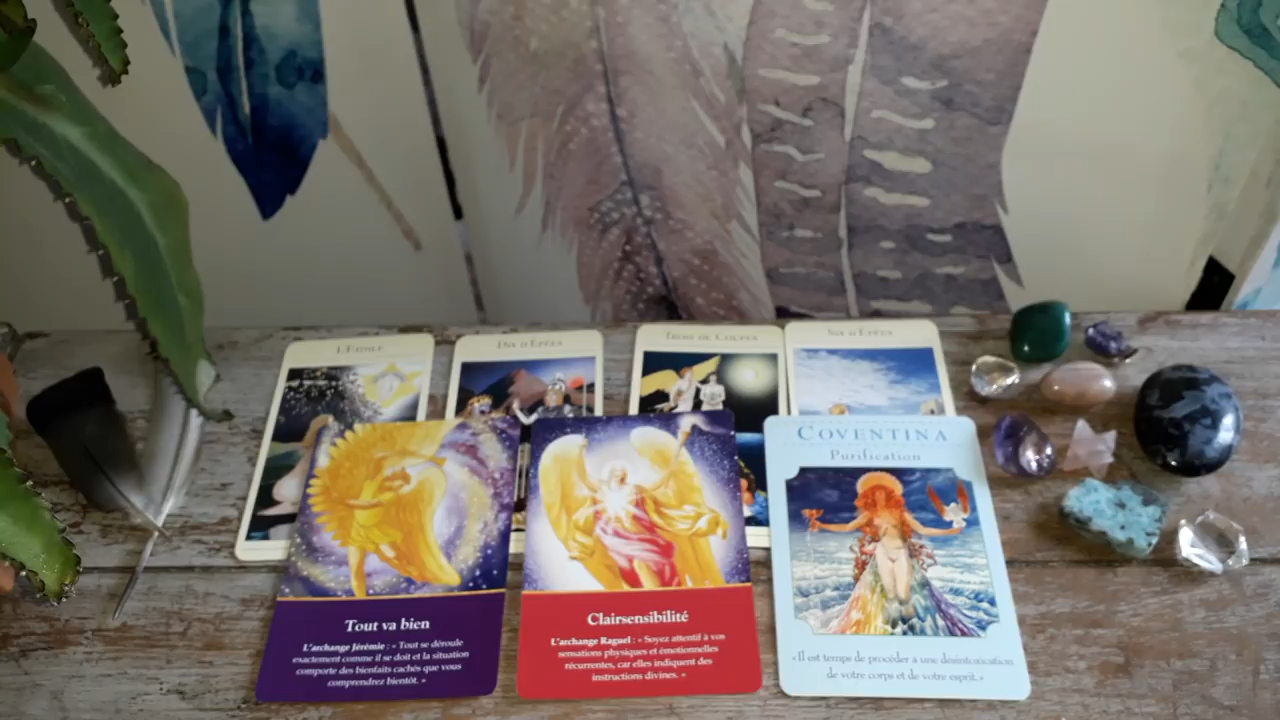 L'Étoile
Dix d'Épées
Trois de Coupes
Six d'Épées
Tout va bien
L'archange Jérémie : « Tout se déroule
exactement comme il se doit et la situation
comporte des bienfaits cachés que vous
comprendrez bientôt. »
Clairsensibilité
L'archange Raguel : « Soyez attentif à vos
sensations physiques et émotionnelles
récurrentes, car elles indiquent des
instructions divines. »
COVENTINA
Purification
« Il est temps de procéder à une désintoxication
de votre corps et de votre esprit. »